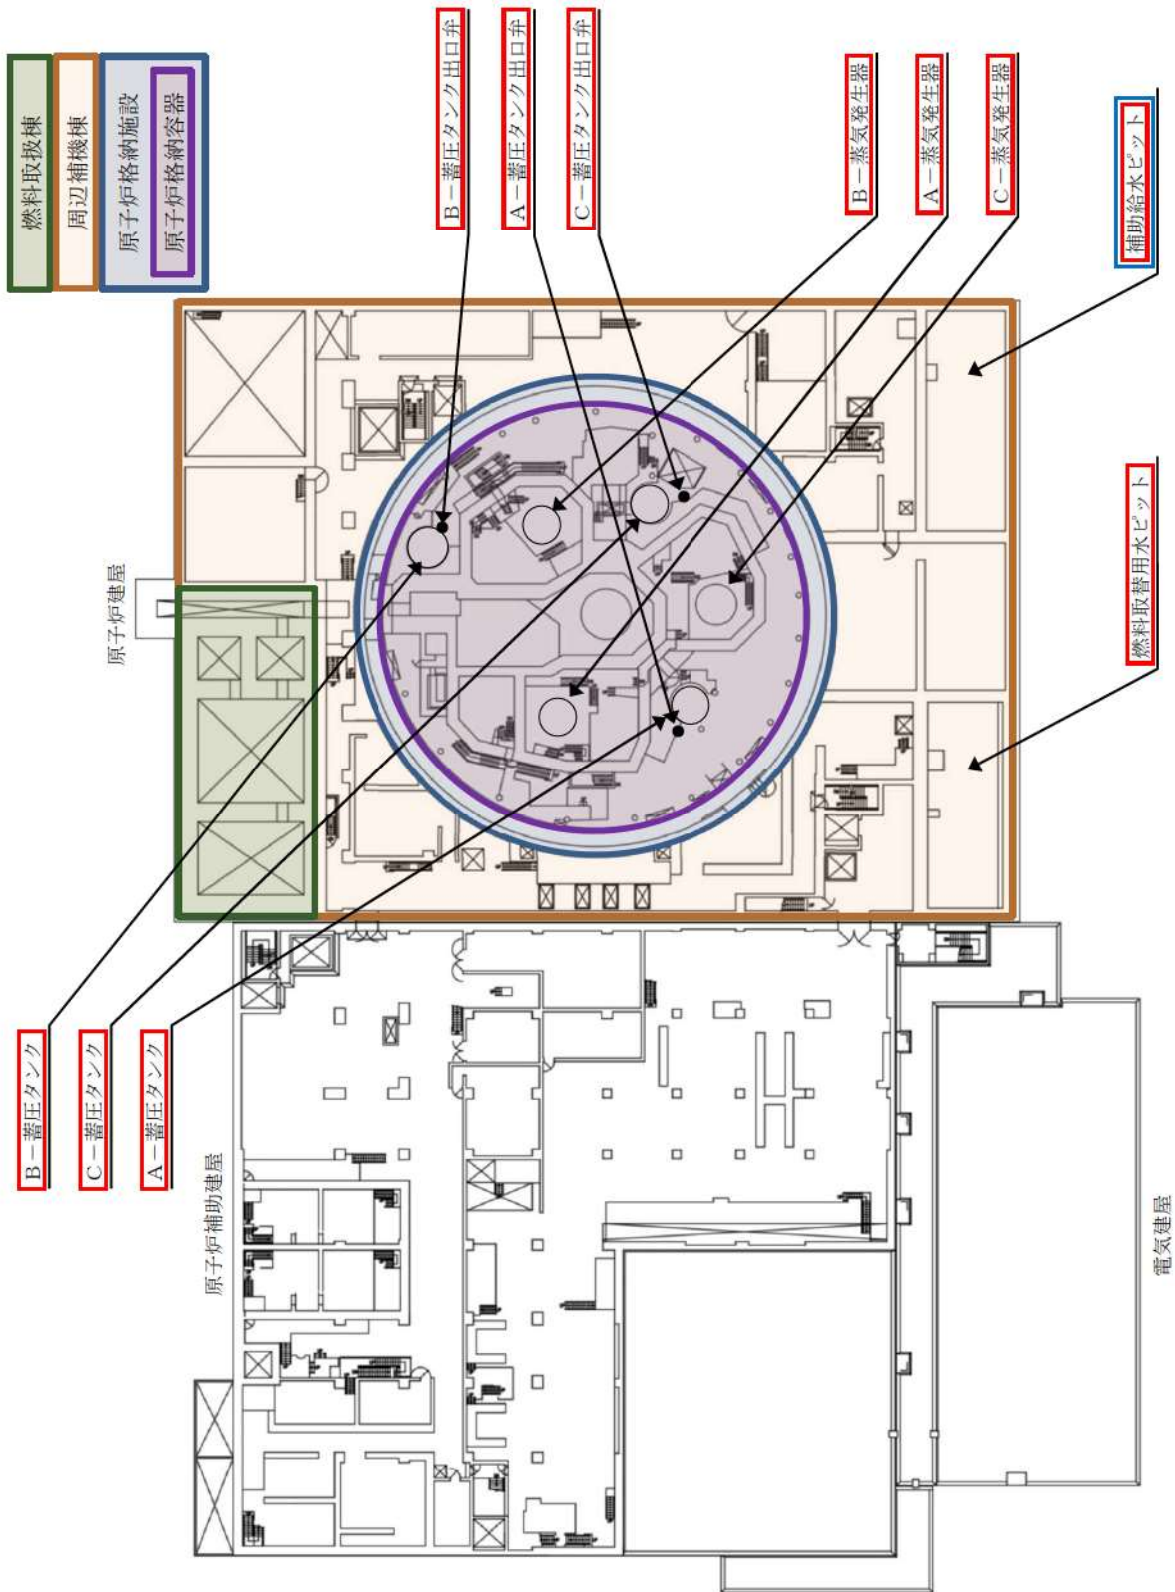 燃料取扱棟
周辺補機棟
原子炉格納施設
原子炉格納容器
B－蓄圧タンク出口弁
A－蓄圧タンク出口弁
C－蓄圧タンク出口弁
B－蒸気発生器
A－蒸気発生器
C－蒸気発生器
補助給水ピット
燃料取替用水ピット
原子炉建屋
B－蓄圧タンク
C－蓄圧タンク
A－蓄圧タンク
原子炉補助建屋
電気建屋